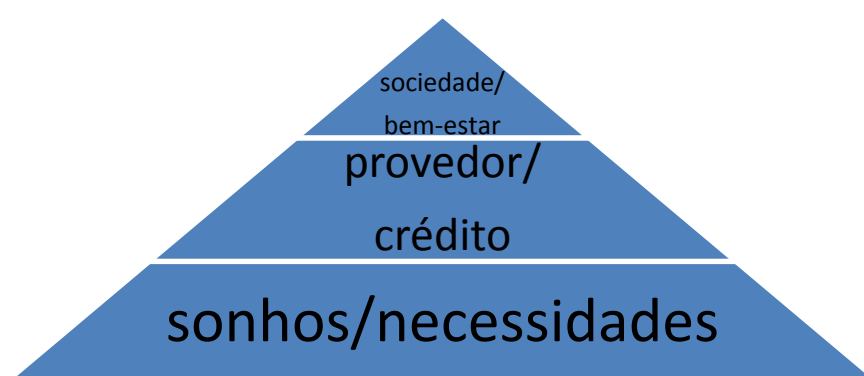 sociedade/
bem-estar
provedor/
crédito
sonhos/necessidades